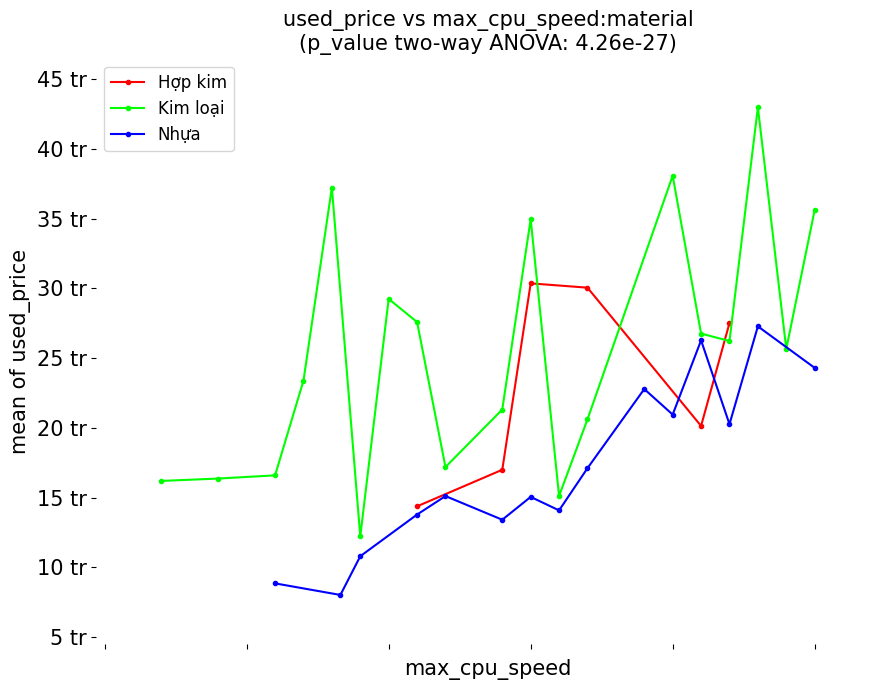 used_price vs max_cpu_speed:material
(p_value two-way ANOVA: 4.26e-27)
Hợp kim
Kim loại
Nhựa
45 tr
40 tr
35 tr
30 tr
25 tr
20 tr
15 tr
10 tr
5 tr
mean of used_price
max_cpu_speed